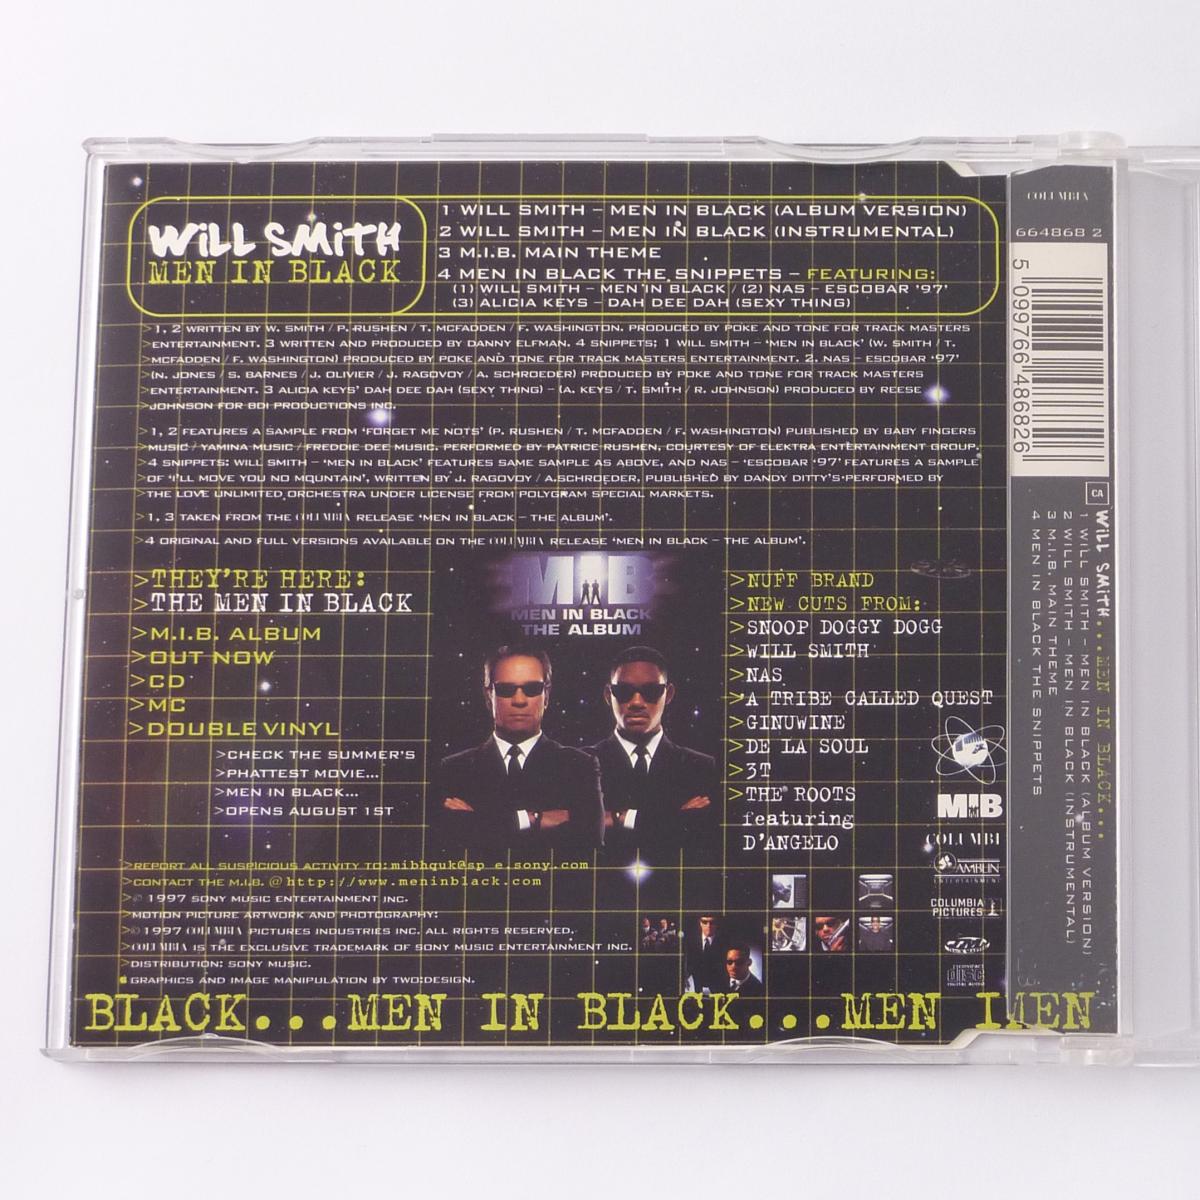 WiLL SMiTH
MEN IN BLACK
1 WILL SMITH – MEN IN BLACK (ALBUM VERSION)
2 WILL SMITH – MEN IN BLACK (INSTRUMENTAL)
3 M.I.B. MAIN THEME
4 MEN IN BLACK THE SNIPPETS – FEATURING:
(1) WILL SMITH – MEN IN BLACK / (2) NAS – ESCOBAR '97'
(3) ALICIA KEYS – DAH DEE DAH (SEXY THING)
>1, 2 WRITTEN BY W. SMITH / P. RUSHEN / T. MCFADDEN / F. WASHINGTON. PRODUCED BY POKE AND TONE FOR TRACK MASTERS
>ENTERTAINMENT. 3 WRITTEN AND PRODUCED BY DANNY ELFMAN. 4 SNIPPETS; 1 WILL SMITH – 'MEN IN BLACK' (W. SMITH / T.
>MCFADDEN / F. WASHINGTON) PRODUCED BY POKE AND TONE FOR TRACK MASTERS ENTERTAINMENT. 2. NAS – ESCOBAR '97'
>(N. JONES / S. BARNES / J. OLIVIER / J. RAGOVOY / A. SCHROEDER) PRODUCED BY POKE AND TONE FOR TRACK MASTERS
>ENTERTAINMENT. 3 ALICIA KEYS' DAH DEE DAH (SEXY THING) – (A. KEYS / T. SMITH / R. JOHNSON) PRODUCED BY REESE
>JOHNSON FOR BDI PRODUCTIONS INC.
>1, 2 FEATURES A SAMPLE FROM 'FORGET ME NOTS' (P. RUSHEN / T. MCFADDEN / F. WASHINGTON) PUBLISHED BY BABY FINGERS
>MUSIC / YAMINA MUSIC / FREDDIE DEE MUSIC. PERFORMED BY PATRICE RUSHEN, COURTESY OF ELEKTRA ENTERTAINMENT GROUP.
>4 SNIPPETS: WILL SMITH – 'MEN IN BLACK' FEATURES SAME SAMPLE AS ABOVE, AND NAS – 'ESCOBAR '97' FEATURES A SAMPLE
>OF 'I'LL MOVE YOU NO MOUNTAIN', WRITTEN BY J. RAGOVOY / A.SCHROEDER, PUBLISHED BY DANDY DITTY'S PERFORMED BY
>THE LOVE UNLIMITED ORCHESTRA UNDER LICENSE FROM POLYGRAM SPECIAL MARKETS.
>1, 3 TAKEN FROM THE COLUMBIA RELEASE 'MEN IN BLACK – THE ALBUM'.
>4 ORIGINAL AND FULL VERSIONS AVAILABLE ON THE COLUMBIA RELEASE 'MEN IN BLACK – THE ALBUM'.
>THEY'RE HERE:
>THE MEN IN BLACK
>M.I.B. ALBUM
>OUT NOW
>CD
>MC
>DOUBLE VINYL
>CHECK THE SUMMER'S
>PHATTEST MOVIE...
>MEN IN BLACK...
>OPENS AUGUST 1ST
MIB
MEN IN BLACK
THE ALBUM
>NUFF BRAND
>NEW CUTS FROM:
>SNOOP DOGGY DOGG
>WILL SMITH
>NAS
>A TRIBE CALLED QUEST
>GINUWINE
>DE LA SOUL
>3T
>THE ROOTS
featuring
D'ANGELO
MIB
COLUMBI
AMBLIN
ENTERTAINMENT
COLUMBIA
PICTURES
COMPACT
disc
DIGITAL AUDIO
>REPORT ALL SUSPICIOUS ACTIVITY TO: mibhquk@sp e.sony.com
>CONTACT THE M.I.B. @ http://www.meninblack.com
>℗ 1997 SONY MUSIC ENTERTAINMENT INC.
>MOTION PICTURE ARTWORK AND PHOTOGRAPHY:
>© 1997 COLUMBIA PICTURES INDUSTRIES INC. ALL RIGHTS RESERVED.
>COLUMBIA IS THE EXCLUSIVE TRADEMARK OF SONY MUSIC ENTERTAINMENT INC.
>DISTRIBUTION: SONY MUSIC.
GRAPHICS AND IMAGE MANIPULATION BY TWO:DESIGN.
BLACK...MEN IN BLACK...MEN I
MEN
COLUMBIA
664868 2
5 099766 486826
CA
WiLL SMiTH...MEN IN BLACK...
1 WILL SMITH – MEN IN BLACK (ALBUM VERSION)
2 WILL SMITH – MEN IN BLACK (INSTRUMENTAL)
3 M.I.B. MAIN THEME
4 MEN IN BLACK THE SNIPPETS